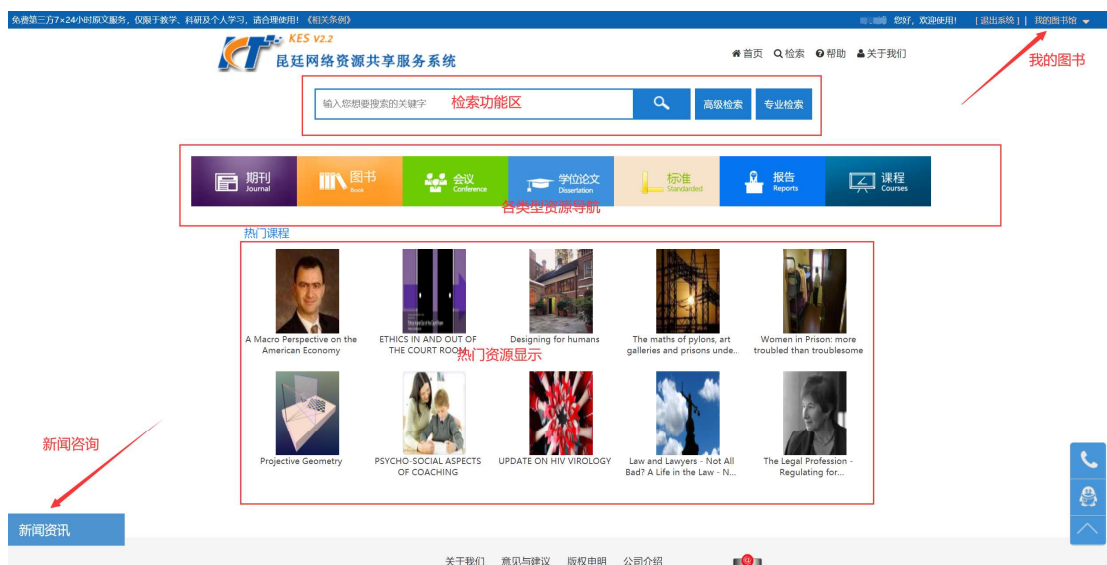 免费第三方7×24小时原文服务，仅限于教学、科研及个人学习，请合理使用！《相关条例》
您好，欢迎使用！ [ 退出系统 ] | 我的图书馆
KES V2.2
昆廷网络资源共享服务系统
首页 检索 帮助 关于我们
我的图书
输入您想要搜索的关键字 检索功能区 高级检索 专业检索
期刊 图书 会议 学位论文 标准 报告 课程
Journal Book Conference Dissertation Standarded Reports Courses
各类型资源导航
热门课程
A Macro Perspective on the American Economy
ETHICS IN AND OUT OF THE COURT ROOM
Designing for humans
The maths of pylons, art galleries and prisons unde...
Women in Prison: more troubled than troublesome
热门资源显示
Projective Geometry
PSYCHO-SOCIAL ASPECTS OF COACHING
UPDATE ON HIV VIROLOGY
Law and Lawyers - Not All Bad? A Life in the Law - N...
The Legal Profession - Regulating for...
新闻咨询
新闻资讯
关于我们 意见与建议 版权申明 公司介绍